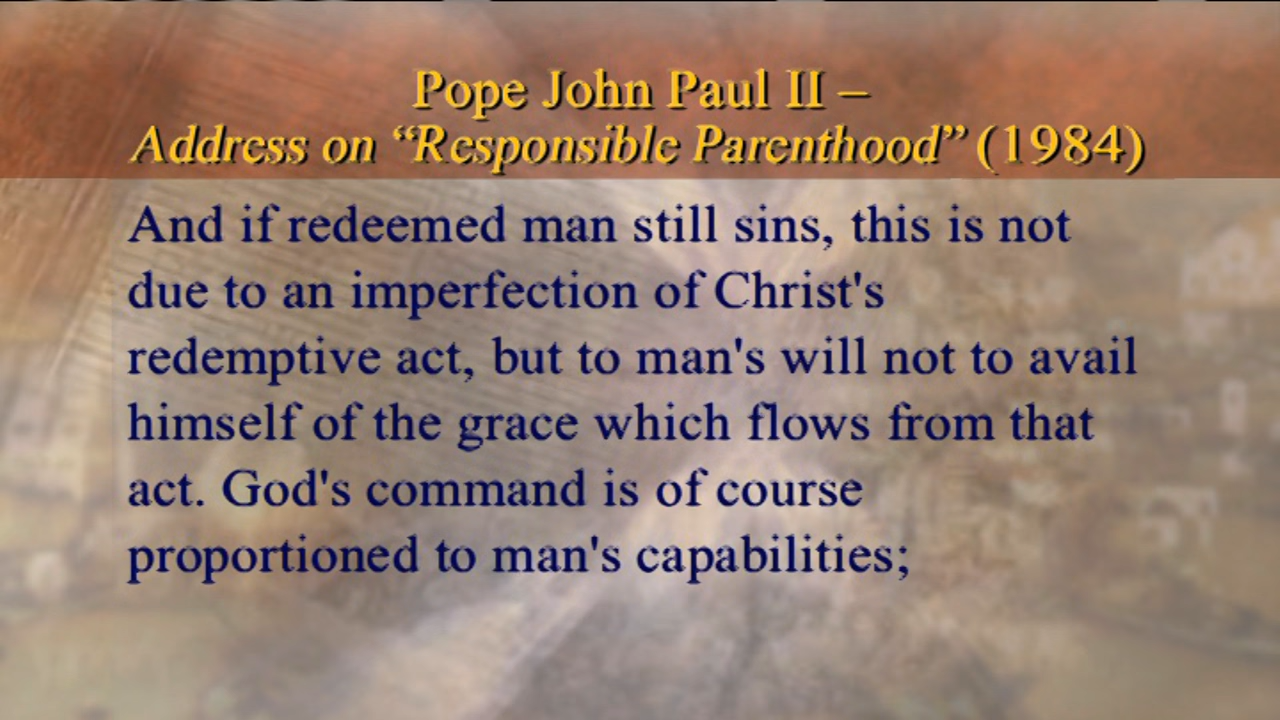 Pope John Paul II –
Address on “Responsible Parenthood” (1984)
And if redeemed man still sins, this is not
due to an imperfection of Christ's
redemptive act, but to man's will not to avail
himself of the grace which flows from that
act. God's command is of course
proportioned to man's capabilities;